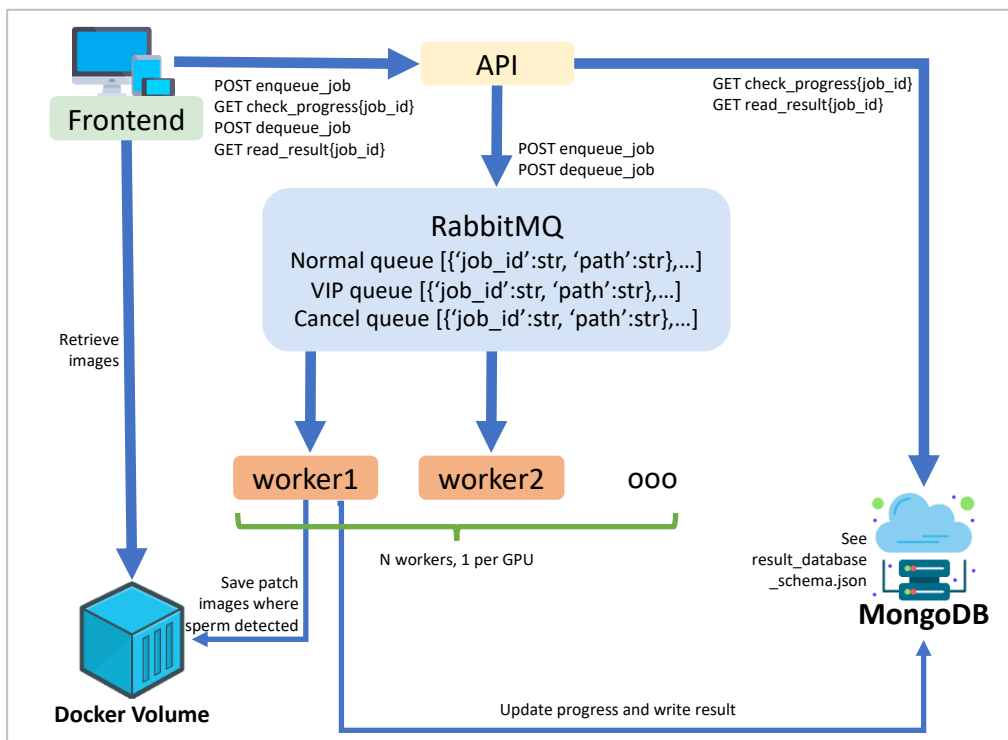 API
Frontend
POST enqueue_job
GET check_progress{job_id}
POST dequeue_job
GET read_result{job_id}
GET check_progress{job_id}
GET read_result{job_id}
POST enqueue_job
POST dequeue_job
RabbitMQ
Normal queue [{‘job_id’:str, ‘path’:str},…]
VIP queue [{‘job_id’:str, ‘path’:str},…]
Cancel queue [{‘job_id’:str, ‘path’:str},…]
Retrieve
images
worker1
worker2
ooo
N workers, 1 per GPU
See
result_database
_schema.json
MongoDB
Save patch
images where
sperm detected
Docker Volume
Update progress and write result